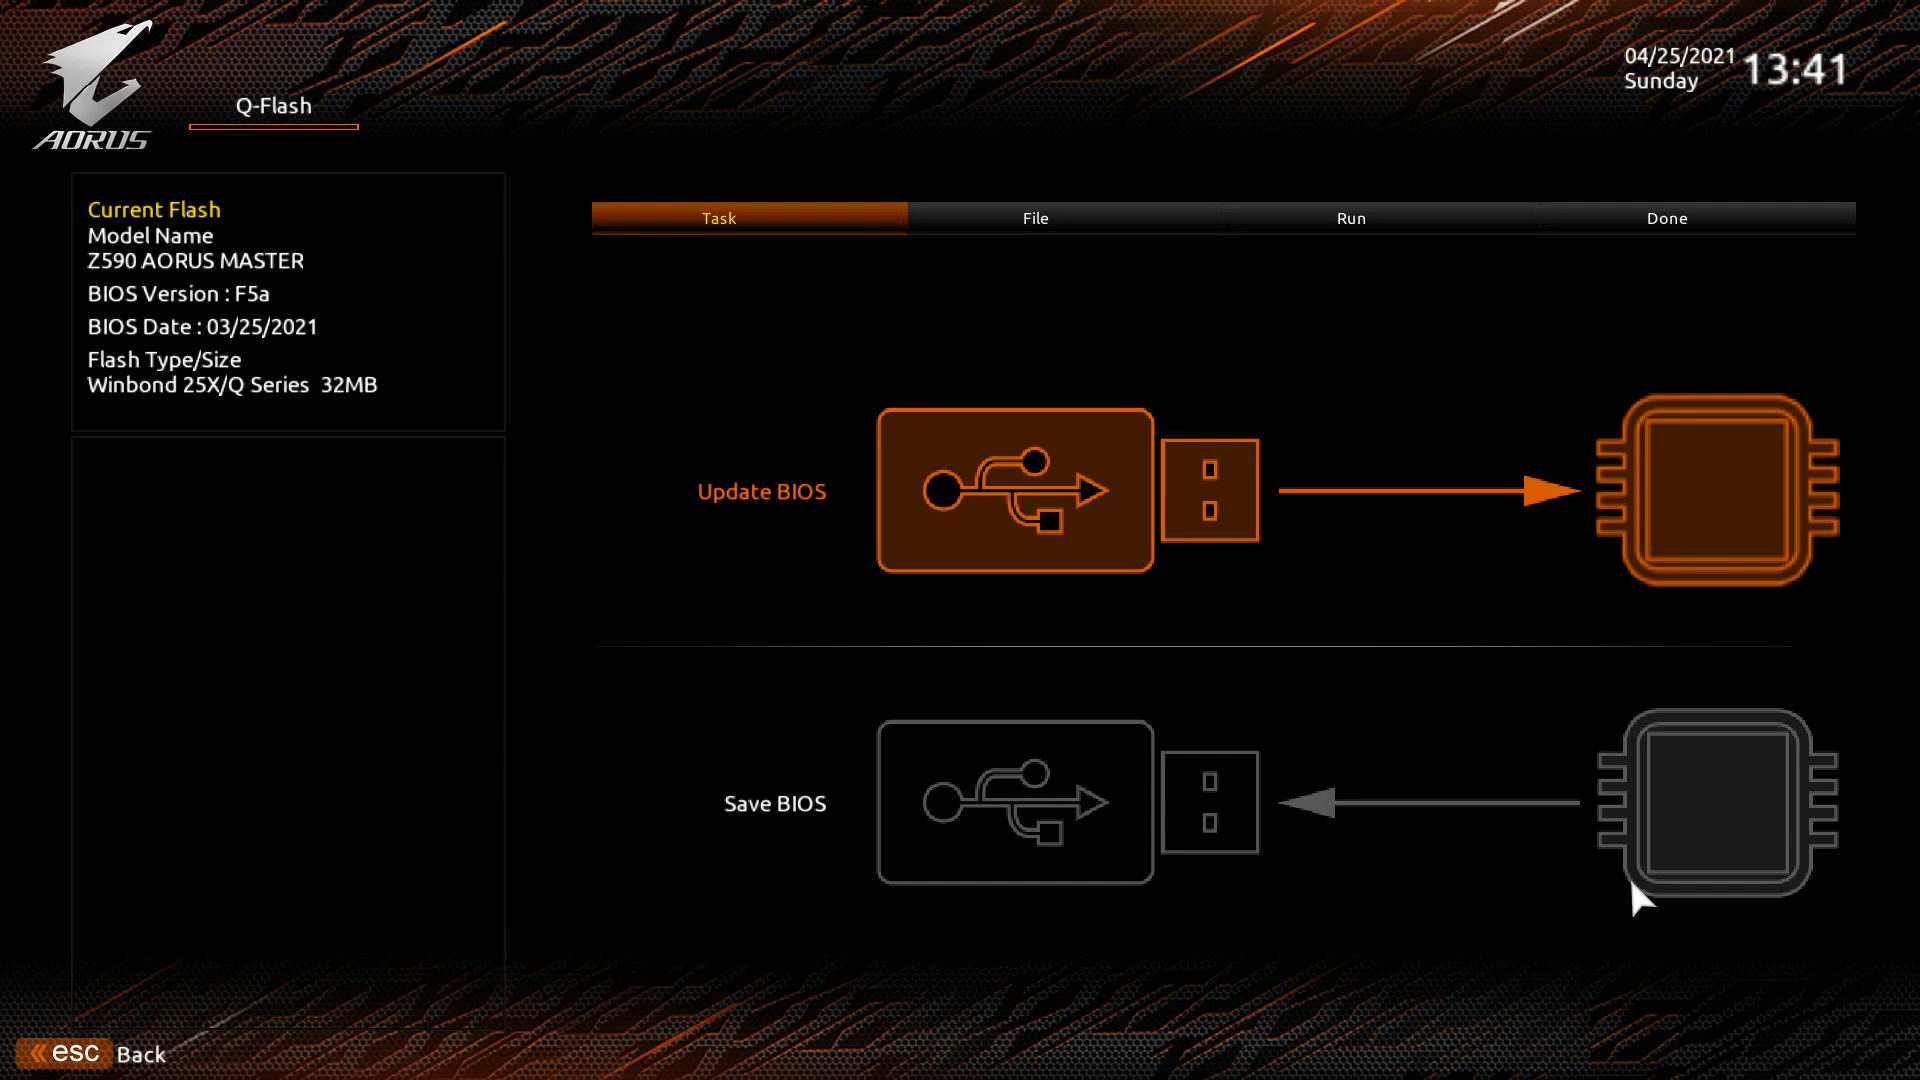 AORUS
Q-Flash
04/25/2021
Sunday
13:41
Current Flash
Model Name
Z590 AORUS MASTER
BIOS Version : F5a
BIOS Date : 03/25/2021
Flash Type/Size
Winbond 25X/Q Series  32MB
Task
File
Run
Done
Update BIOS
Save BIOS
esc Back